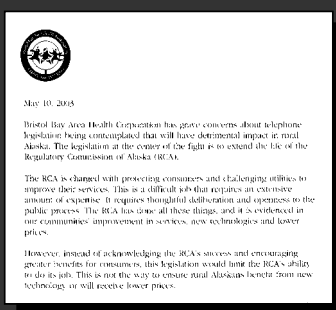 May 10, 2003
Bristol Bay Area Health Corporation has grave concerns about telephone
legislation being contemplated that will have detrimental impact in rural
Alaska. The legislation at the center of the fight is to extend the life of the
Regulatory Commission of Alaska (RCA).
The RCA is charged with protecting consumers and challenging utilities to
improve their services. This is a difficult job that requires an extensive
amount of expertise. It requires thoughtful deliberation and openness to the
public process. The RCA has done all these things, and it is evidenced in
our communities' improvement in services, new technologies and lower
prices.
However, instead of acknowledging the RCA's success and encouraging
greater benefits for consumers, this legislation would limit the RCA's ability
to do its job. This is not the way to ensure rural Alaskans benefit from new
technology or will receive lower prices.